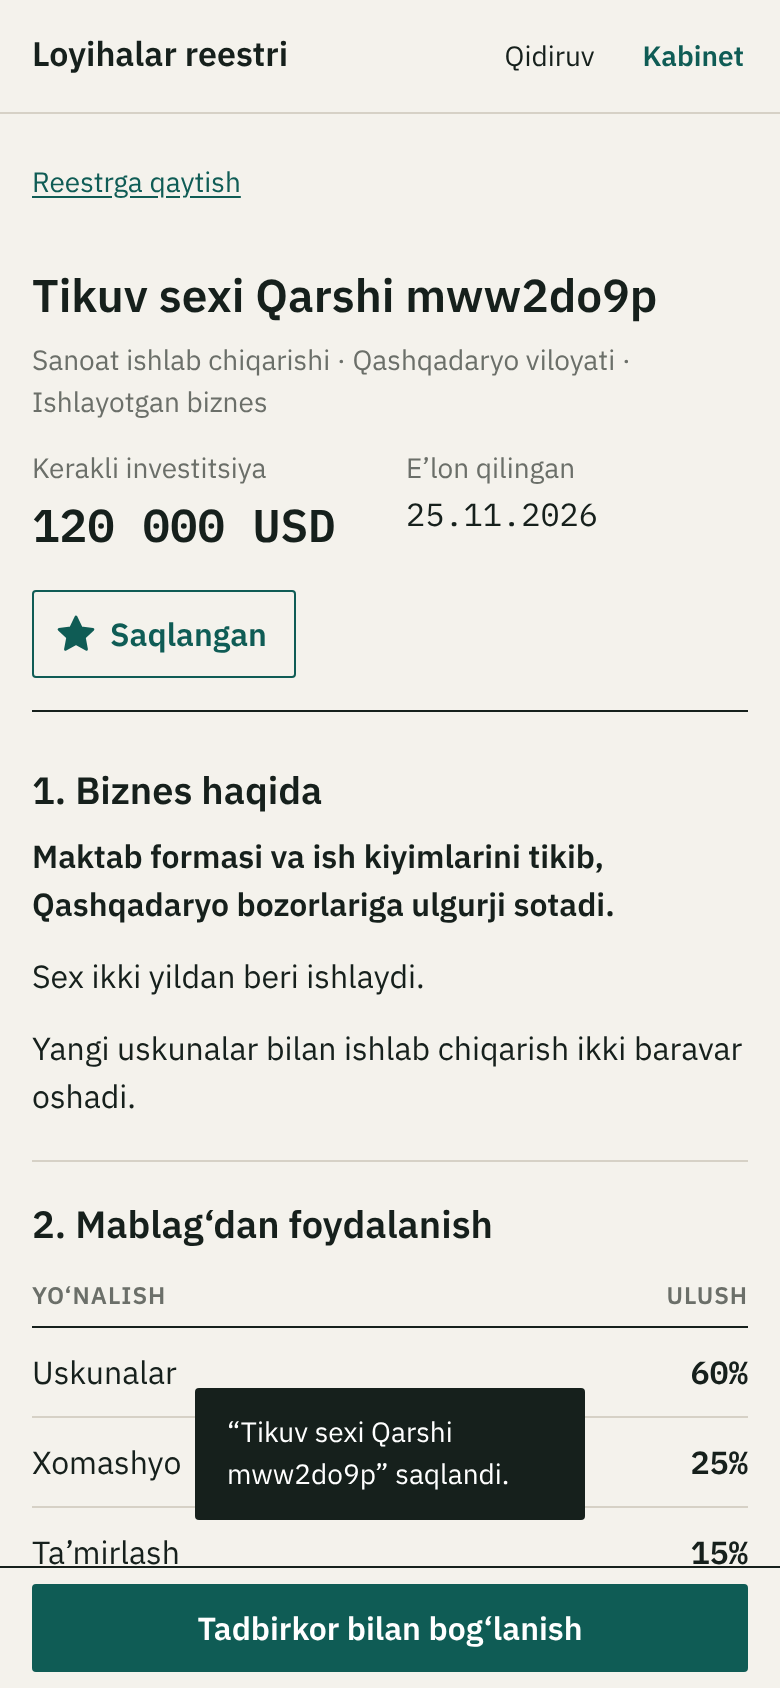 Loyihalar reestri
Qidiruv
Kabinet
Reestrga qaytish
Tikuv sexi Qarshi mww2do9p
Sanoat ishlab chiqarishi · Qashqadaryo viloyati ·
Ishlayotgan biznes
Kerakli investitsiya
120 000 USD
E’lon qilingan
25.11.2026
Saqlangan
1. Biznes haqida
Maktab formasi va ish kiyimlarini tikib,
Qashqadaryo bozorlariga ulgurji sotadi.
Sex ikki yildan beri ishlaydi.
Yangi uskunalar bilan ishlab chiqarish ikki baravar
oshadi.
2. Mablag‘dan foydalanish
YO‘NALISH ULUSH
Uskunalar 60%
Xomashyo 25%
Ta’mirlash 15%
“Tikuv sexi Qarshi
mww2do9p” saqlandi.
Tadbirkor bilan bog‘lanish